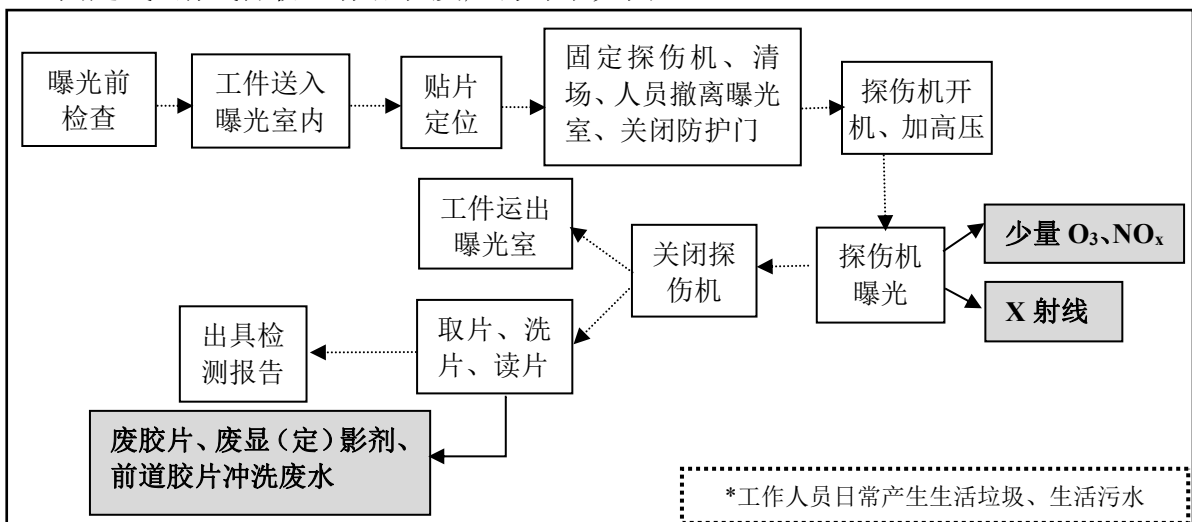 曝光前
检查
工件送入
曝光室内
贴片
定位
固定探伤机、清
场、人员撤离曝光
室、关闭防护门
探伤机开
机、加高压
工件运出
曝光室
关闭探
伤机
探伤机
曝光
少量 O₃、NOₓ
X 射线
出具检
测报告
取片、洗
片、读片
废胶片、废显（定）影剂、
前道胶片冲洗废水
*工作人员日常产生生活垃圾、生活污水